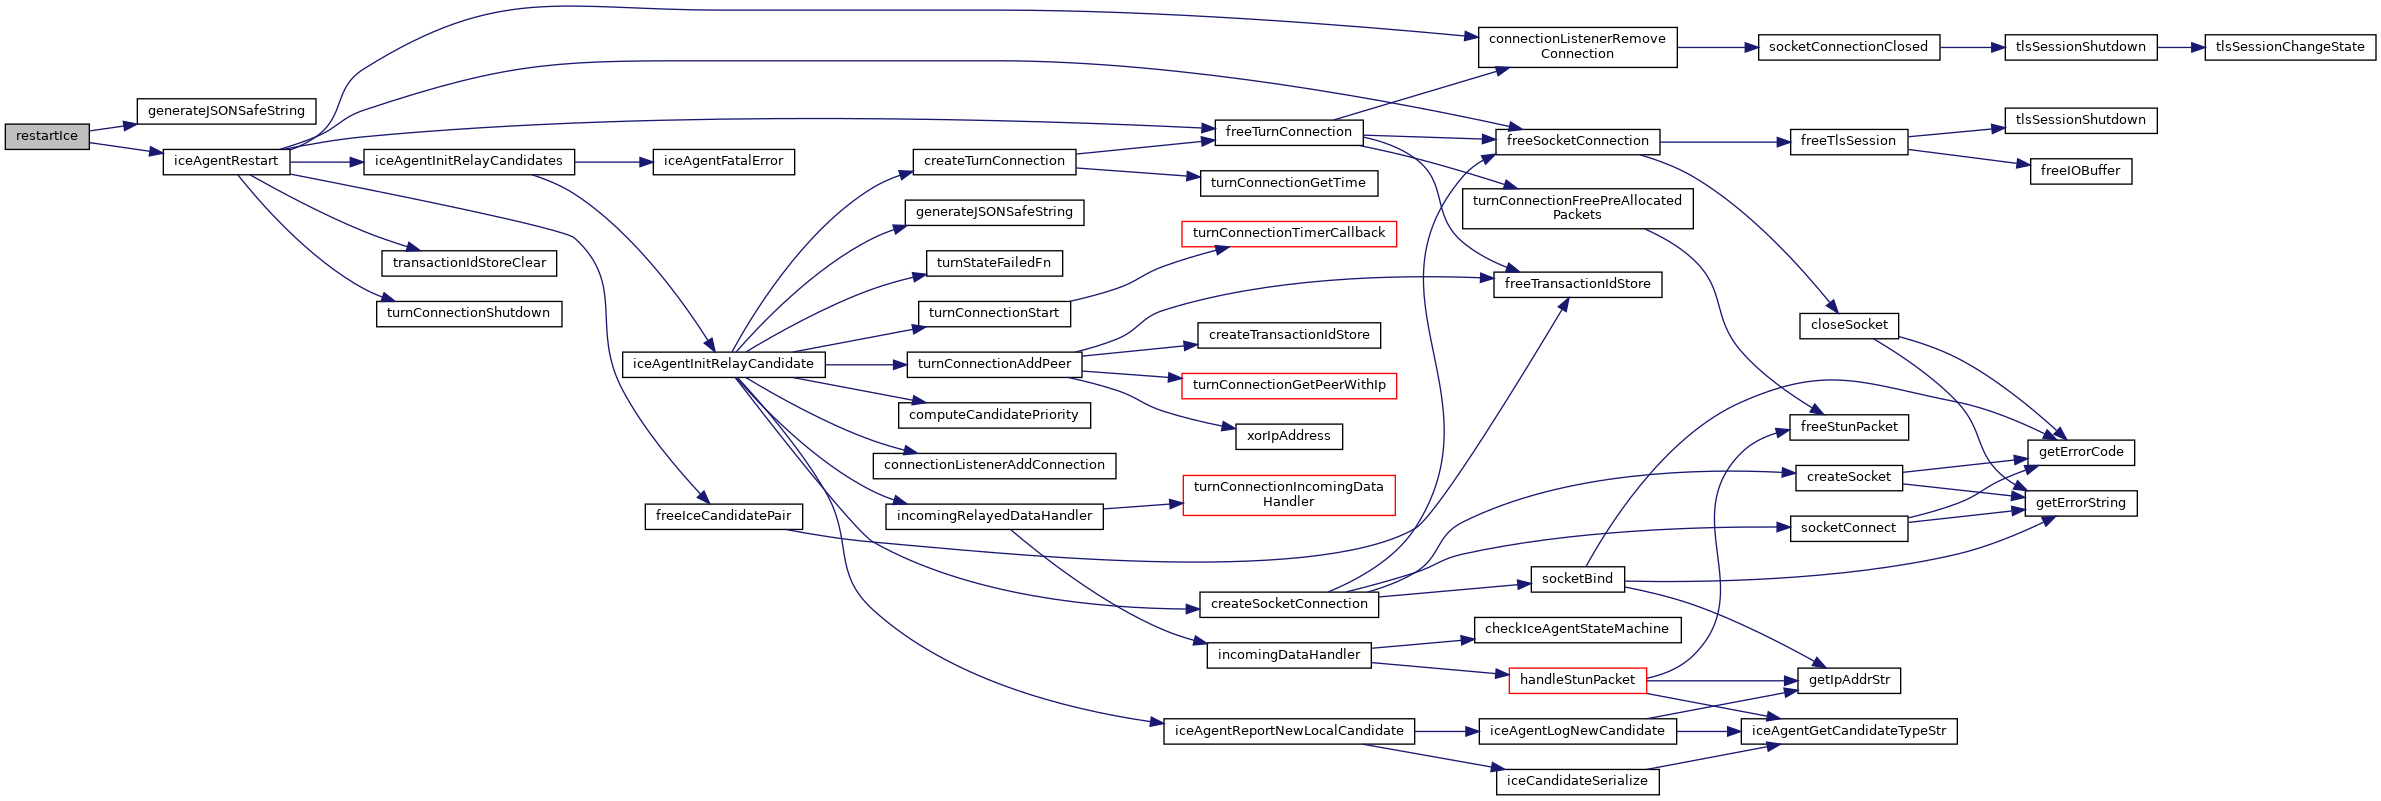 restartIce
generateJSONSafeString
iceAgentRestart
iceAgentInitRelayCandidates
transactionIdStoreClear
turnConnectionShutdown
iceAgentFatalError
iceAgentInitRelayCandidate
freeIceCandidatePair
createTurnConnection
generateJSONSafeString
turnStateFailedFn
turnConnectionStart
turnConnectionAddPeer
computeCandidatePriority
connectionListenerAddConnection
incomingRelayedDataHandler
freeTurnConnection
turnConnectionGetTime
turnConnectionTimerCallback
createTransactionIdStore
turnConnectionGetPeerWithIp
xorIpAddress
turnConnectionIncomingData
Handler
createSocketConnection
incomingDataHandler
iceAgentReportNewLocalCandidate
connectionListenerRemove
Connection
freeSocketConnection
turnConnectionFreePreAllocated
Packets
freeTransactionIdStore
socketBind
checkIceAgentStateMachine
handleStunPacket
iceAgentLogNewCandidate
iceCandidateSerialize
socketConnectionClosed
freeTlsSession
closeSocket
freeStunPacket
createSocket
socketConnect
getIpAddrStr
iceAgentGetCandidateTypeStr
tlsSessionShutdown
tlsSessionShutdown
freeIOBuffer
getErrorCode
getErrorString
tlsSessionChangeState